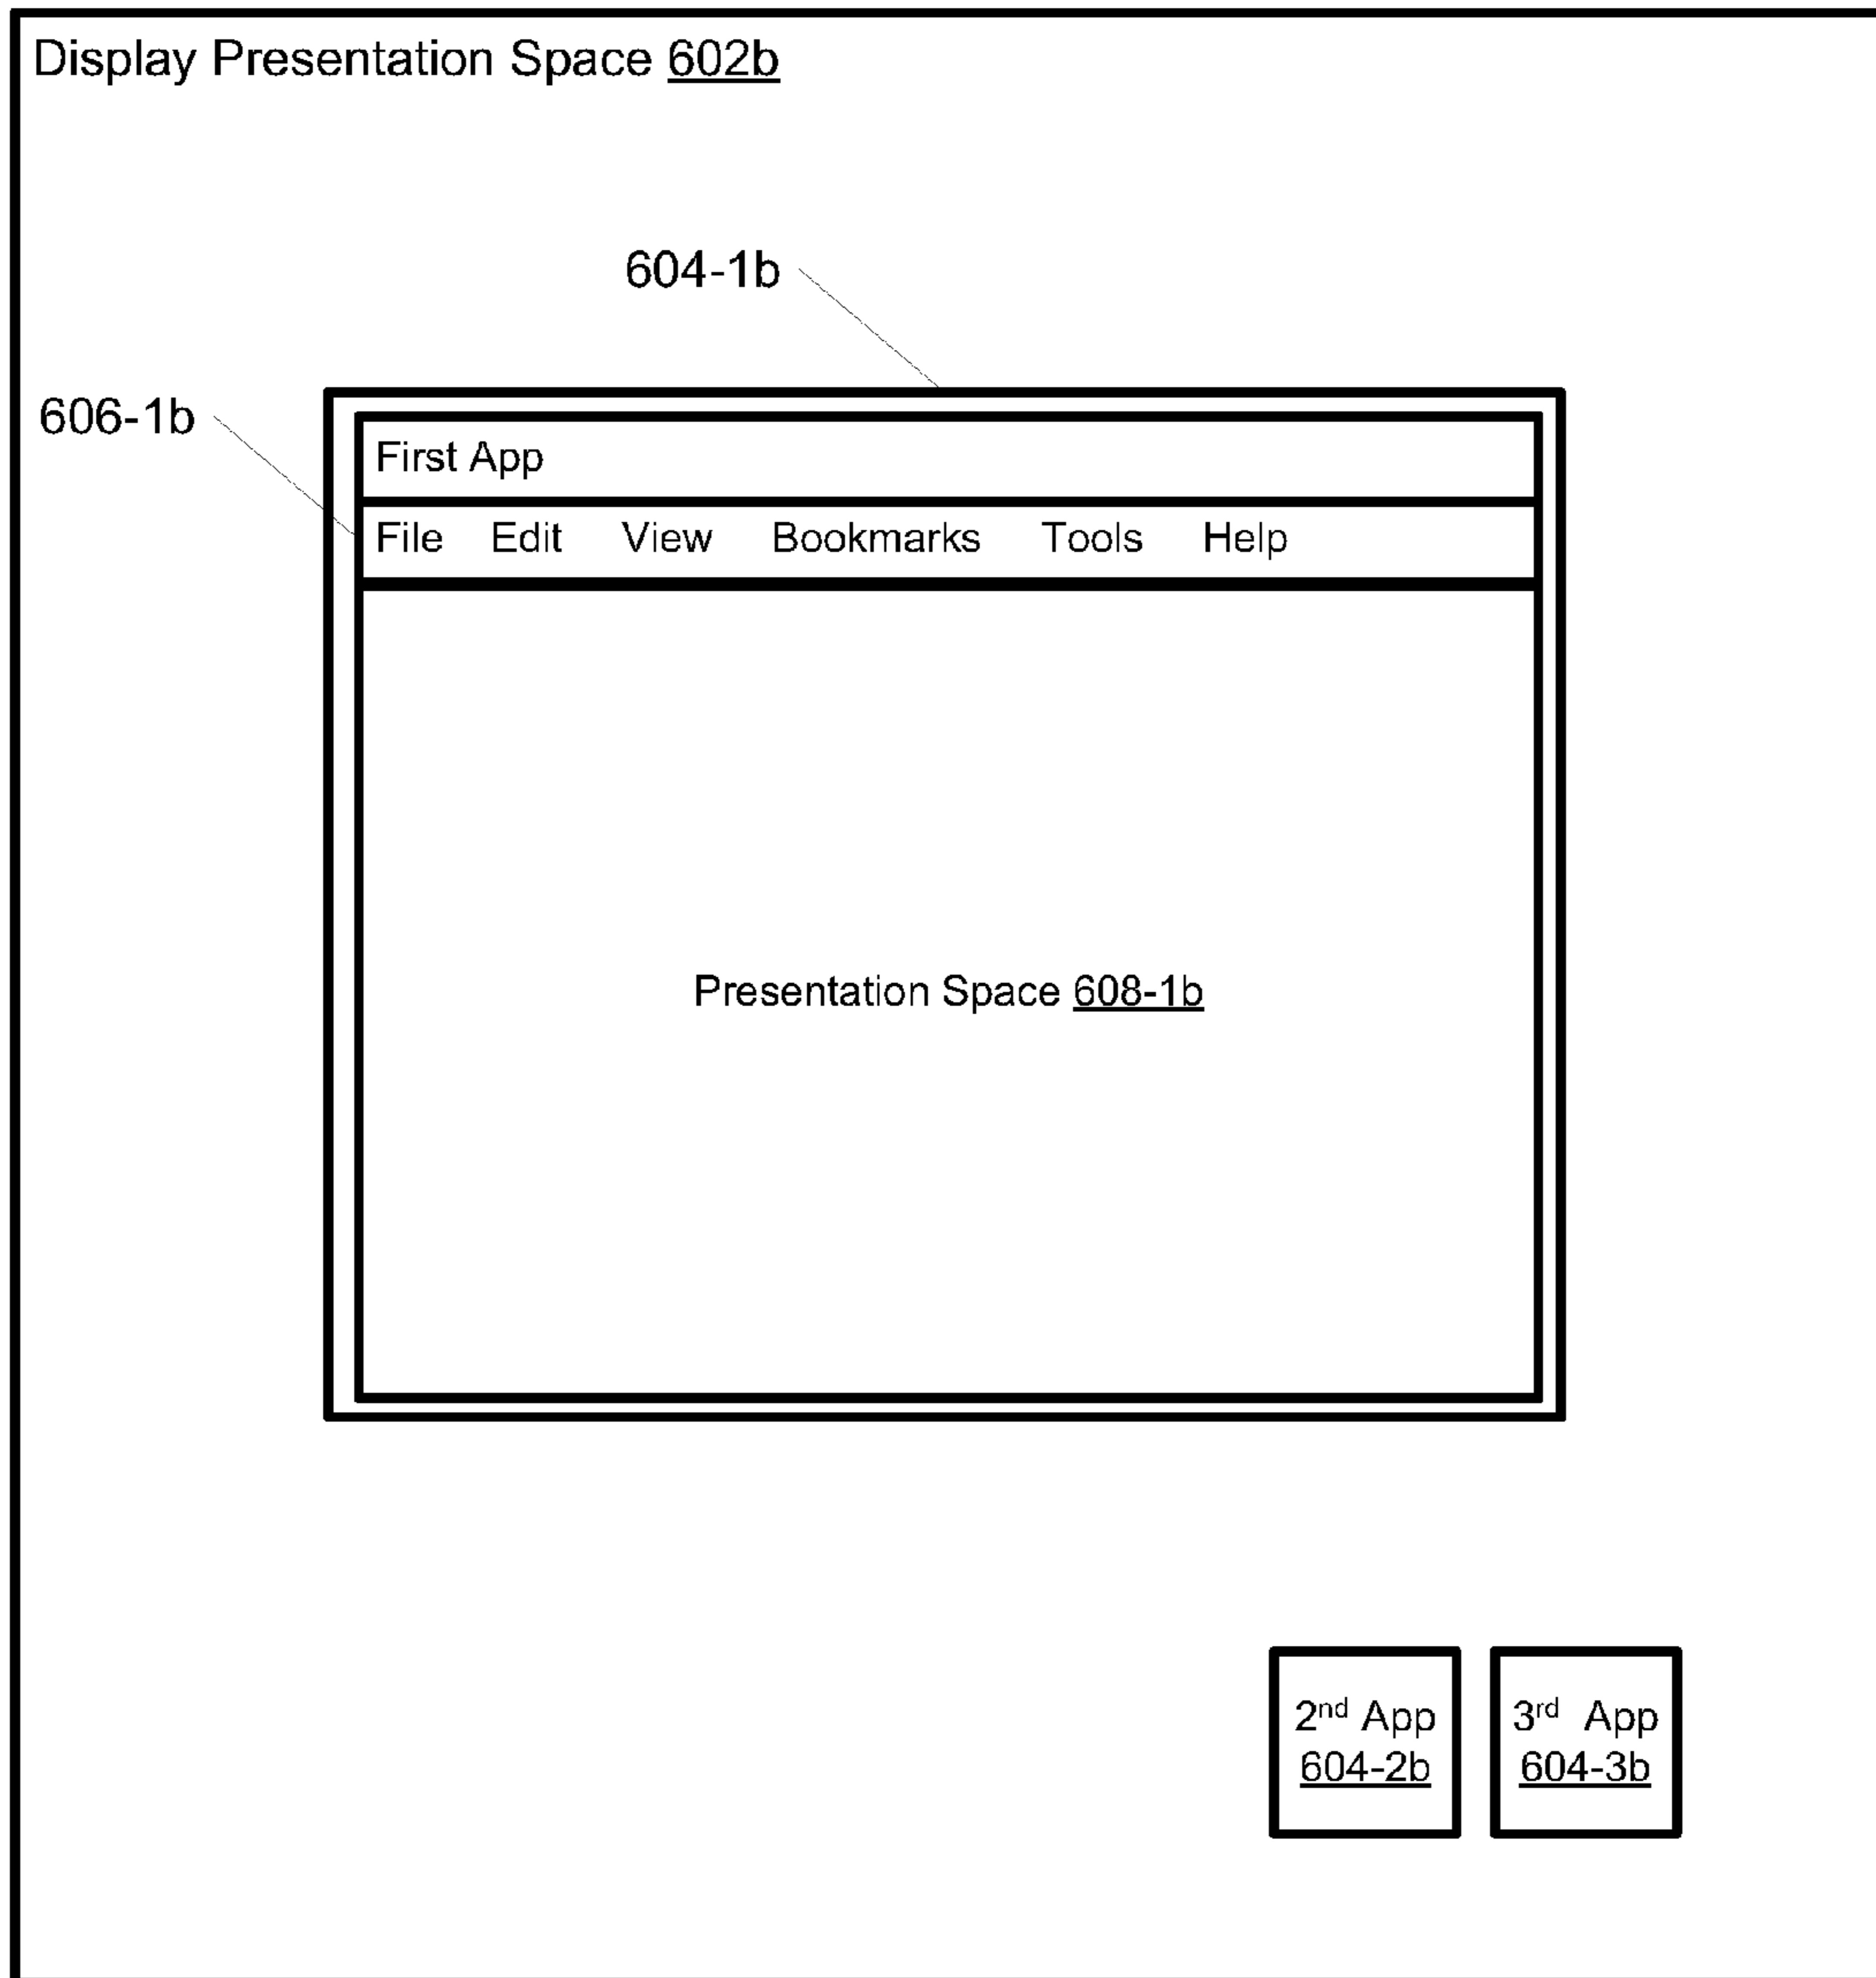 Display Presentation Space 602b
604-1b
606-1b
First App
File Edit View Bookmarks Tools Help
Presentation Space 608-1b
2nd App
604-2b
3rd App
604-3b